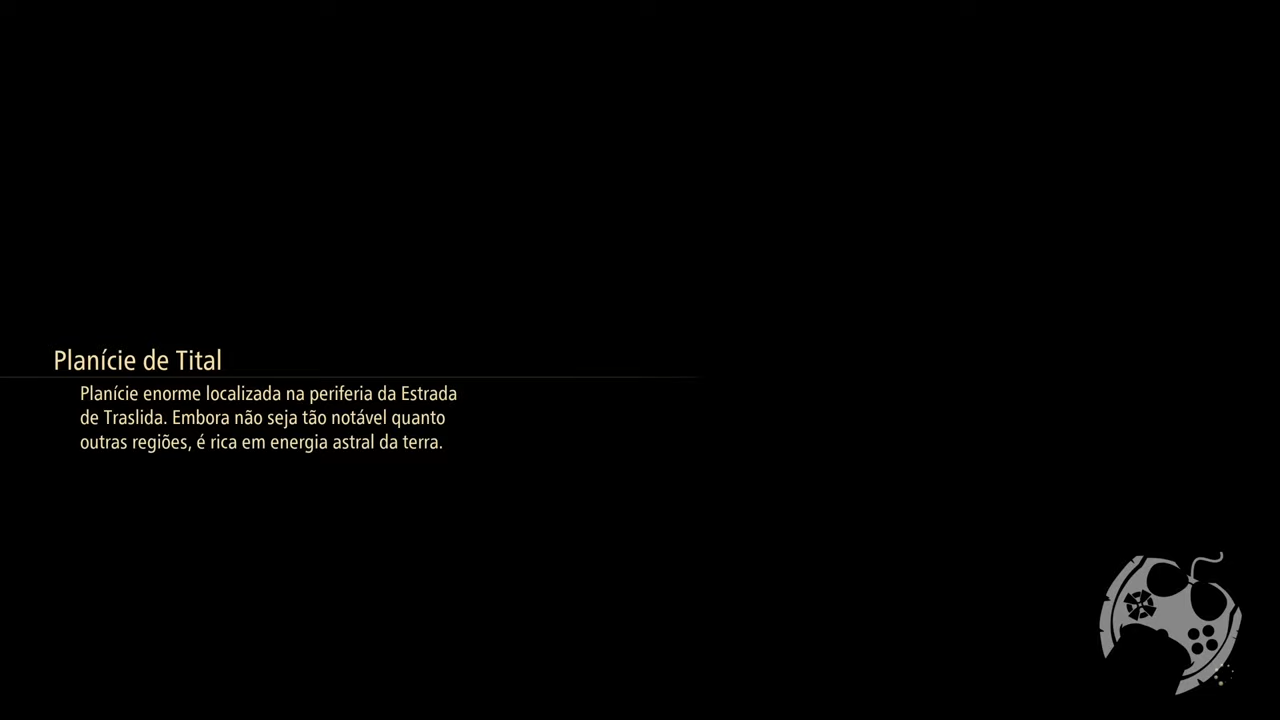 Planície de Tital
Planície enorme localizada na periferia da Estrada
de Traslida. Embora não seja tão notável quanto
outras regiões, é rica em energia astral da terra.